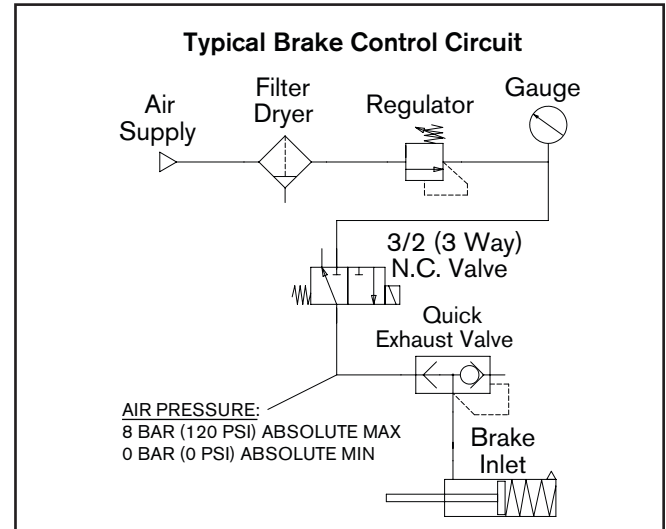 Typical Brake Control Circuit
Air
Supply
Filter
Dryer
Regulator
Gauge
3/2 (3 Way)
N.C. Valve
Quick
Exhaust Valve
AIR PRESSURE:
8 BAR (120 PSI) ABSOLUTE MAX
0 BAR (0 PSI) ABSOLUTE MIN
Brake
Inlet